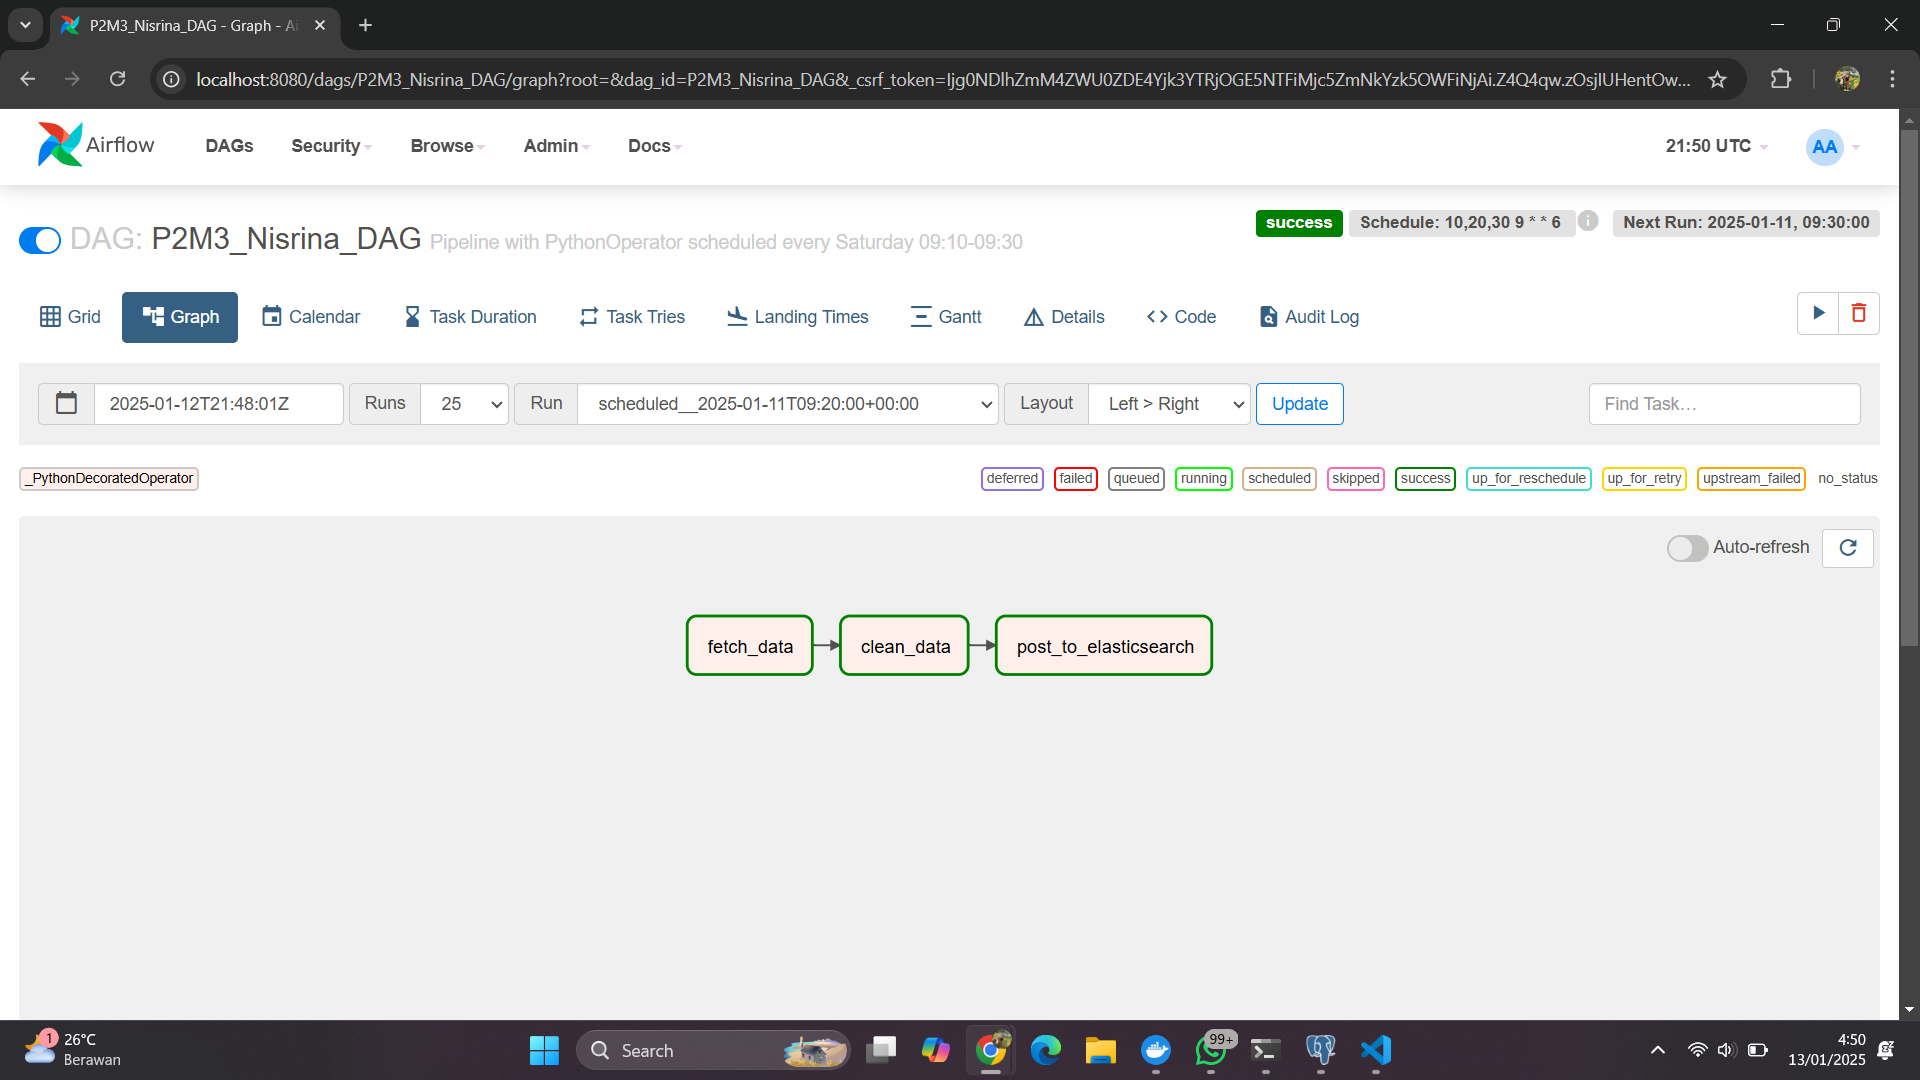 P2M3_Nisrina_DAG - Graph - Ai
localhost:8080/dags/P2M3_Nisrina_DAG/graph?root=&dag_id=P2M3_Nisrina_DAG&_csrf_token=Ijg0NDlhZmM4ZWU0ZDE4Yjk3YTRjOGE5NTFiMjc5ZmNkYzk5OWFiNjAi.Z4Q4qw.zOsjIUHentOw...
Airflow DAGs Security Browse Admin Docs 21:50 UTC AA
DAG: P2M3_Nisrina_DAG Pipeline with PythonOperator scheduled every Saturday 09:10-09:30
success Schedule: 10,20,30 9 * * 6 i Next Run: 2025-01-11, 09:30:00
Grid Graph Calendar Task Duration Task Tries Landing Times Gantt Details Code Audit Log
2025-01-12T21:48:01Z Runs 25 Run scheduled__2025-01-11T09:20:00+00:00 Layout Left > Right Update Find Task…
_PythonDecoratedOperator deferred failed queued running scheduled skipped success up_for_reschedule up_for_retry upstream_failed no_status
Auto-refresh
fetch_data clean_data post_to_elasticsearch
1 26°C
Berawan
Search
99+
4:50
13/01/2025